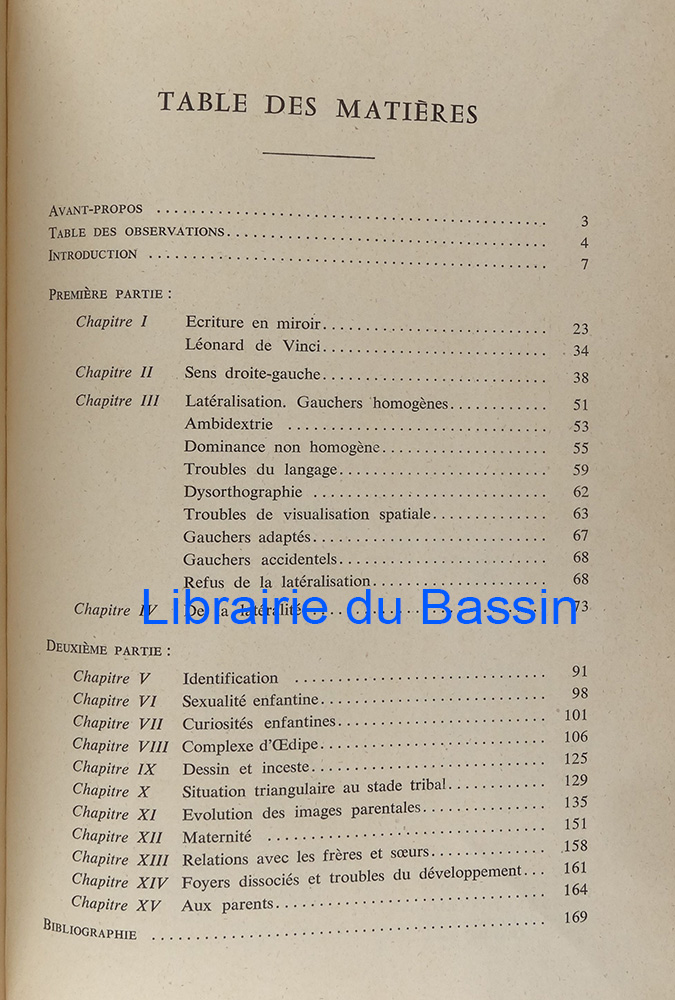 TABLE DES MATIÈRES
AVANT-PROPOS .................................................. 3
TABLE DES OBSERVATIONS.................................... 4
INTRODUCTION .................................................. 7
PREMIÈRE PARTIE :
Chapitre I Ecriture en miroir.......................... 23
Léonard de Vinci.......................... 34
Chapitre II Sens droite-gauche.......................... 38
Chapitre III Latéralisation. Gauchers homogènes............ 51
Ambidextrie .............................. 53
Dominance non homogène................... 55
Troubles du langage........................ 59
Dysorthographie ........................... 62
Troubles de visualisation spatiale............. 63
Gauchers adaptés........................... 67
Gauchers accidentels........................ 68
Refus de la latéralisation.................... 68
Chapitre IV De la latéralité............................ 73
Librairie du Bassin
DEUXIÈME PARTIE :
Chapitre V Identification ............................. 91
Chapitre VI Sexualité enfantine.......................... 98
Chapitre VII Curiosités enfantines........................ 101
Chapitre VIII Complexe d'Œdipe.......................... 106
Chapitre IX Dessin et inceste........................... 125
Chapitre X Situation triangulaire au stade tribal........... 129
Chapitre XI Evolution des images parentales.............. 135
Chapitre XII Maternité ................................ 151
Chapitre XIII Relations avec les frères et sœurs............. 158
Chapitre XIV Foyers dissociés et troubles du développement... 161
Chapitre XV Aux parents............................... 164
BIBLIOGRAPHIE .................................................. 169